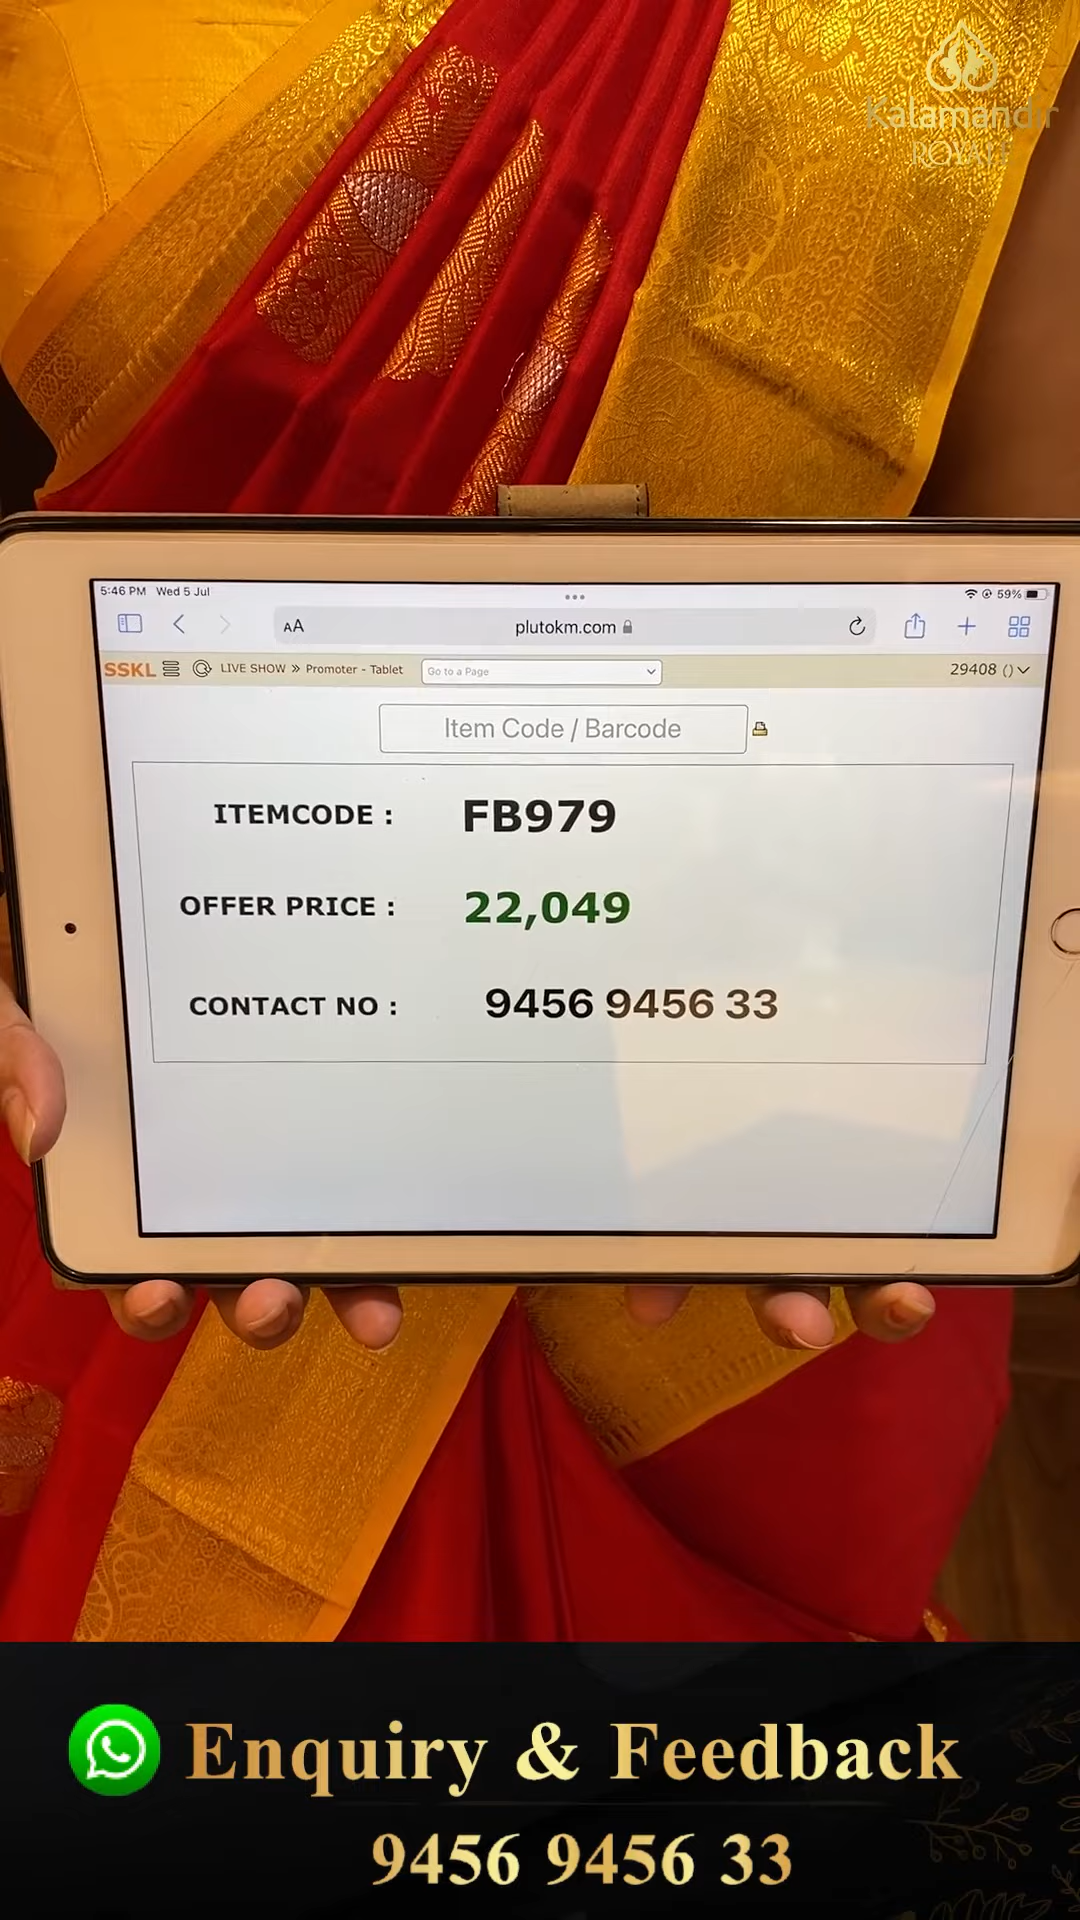 Kalamandir
ROYALE
5:46 PM Wed 5 Jul
59%
AA
plutokm.com
SSKL
LIVE SHOW » Promoter - Tablet
Go to a Page
29408 ()
Item Code / Barcode
ITEMCODE : FB979
OFFER PRICE : 22,049
CONTACT NO : 9456 9456 33
Enquiry & Feedback
9456 9456 33